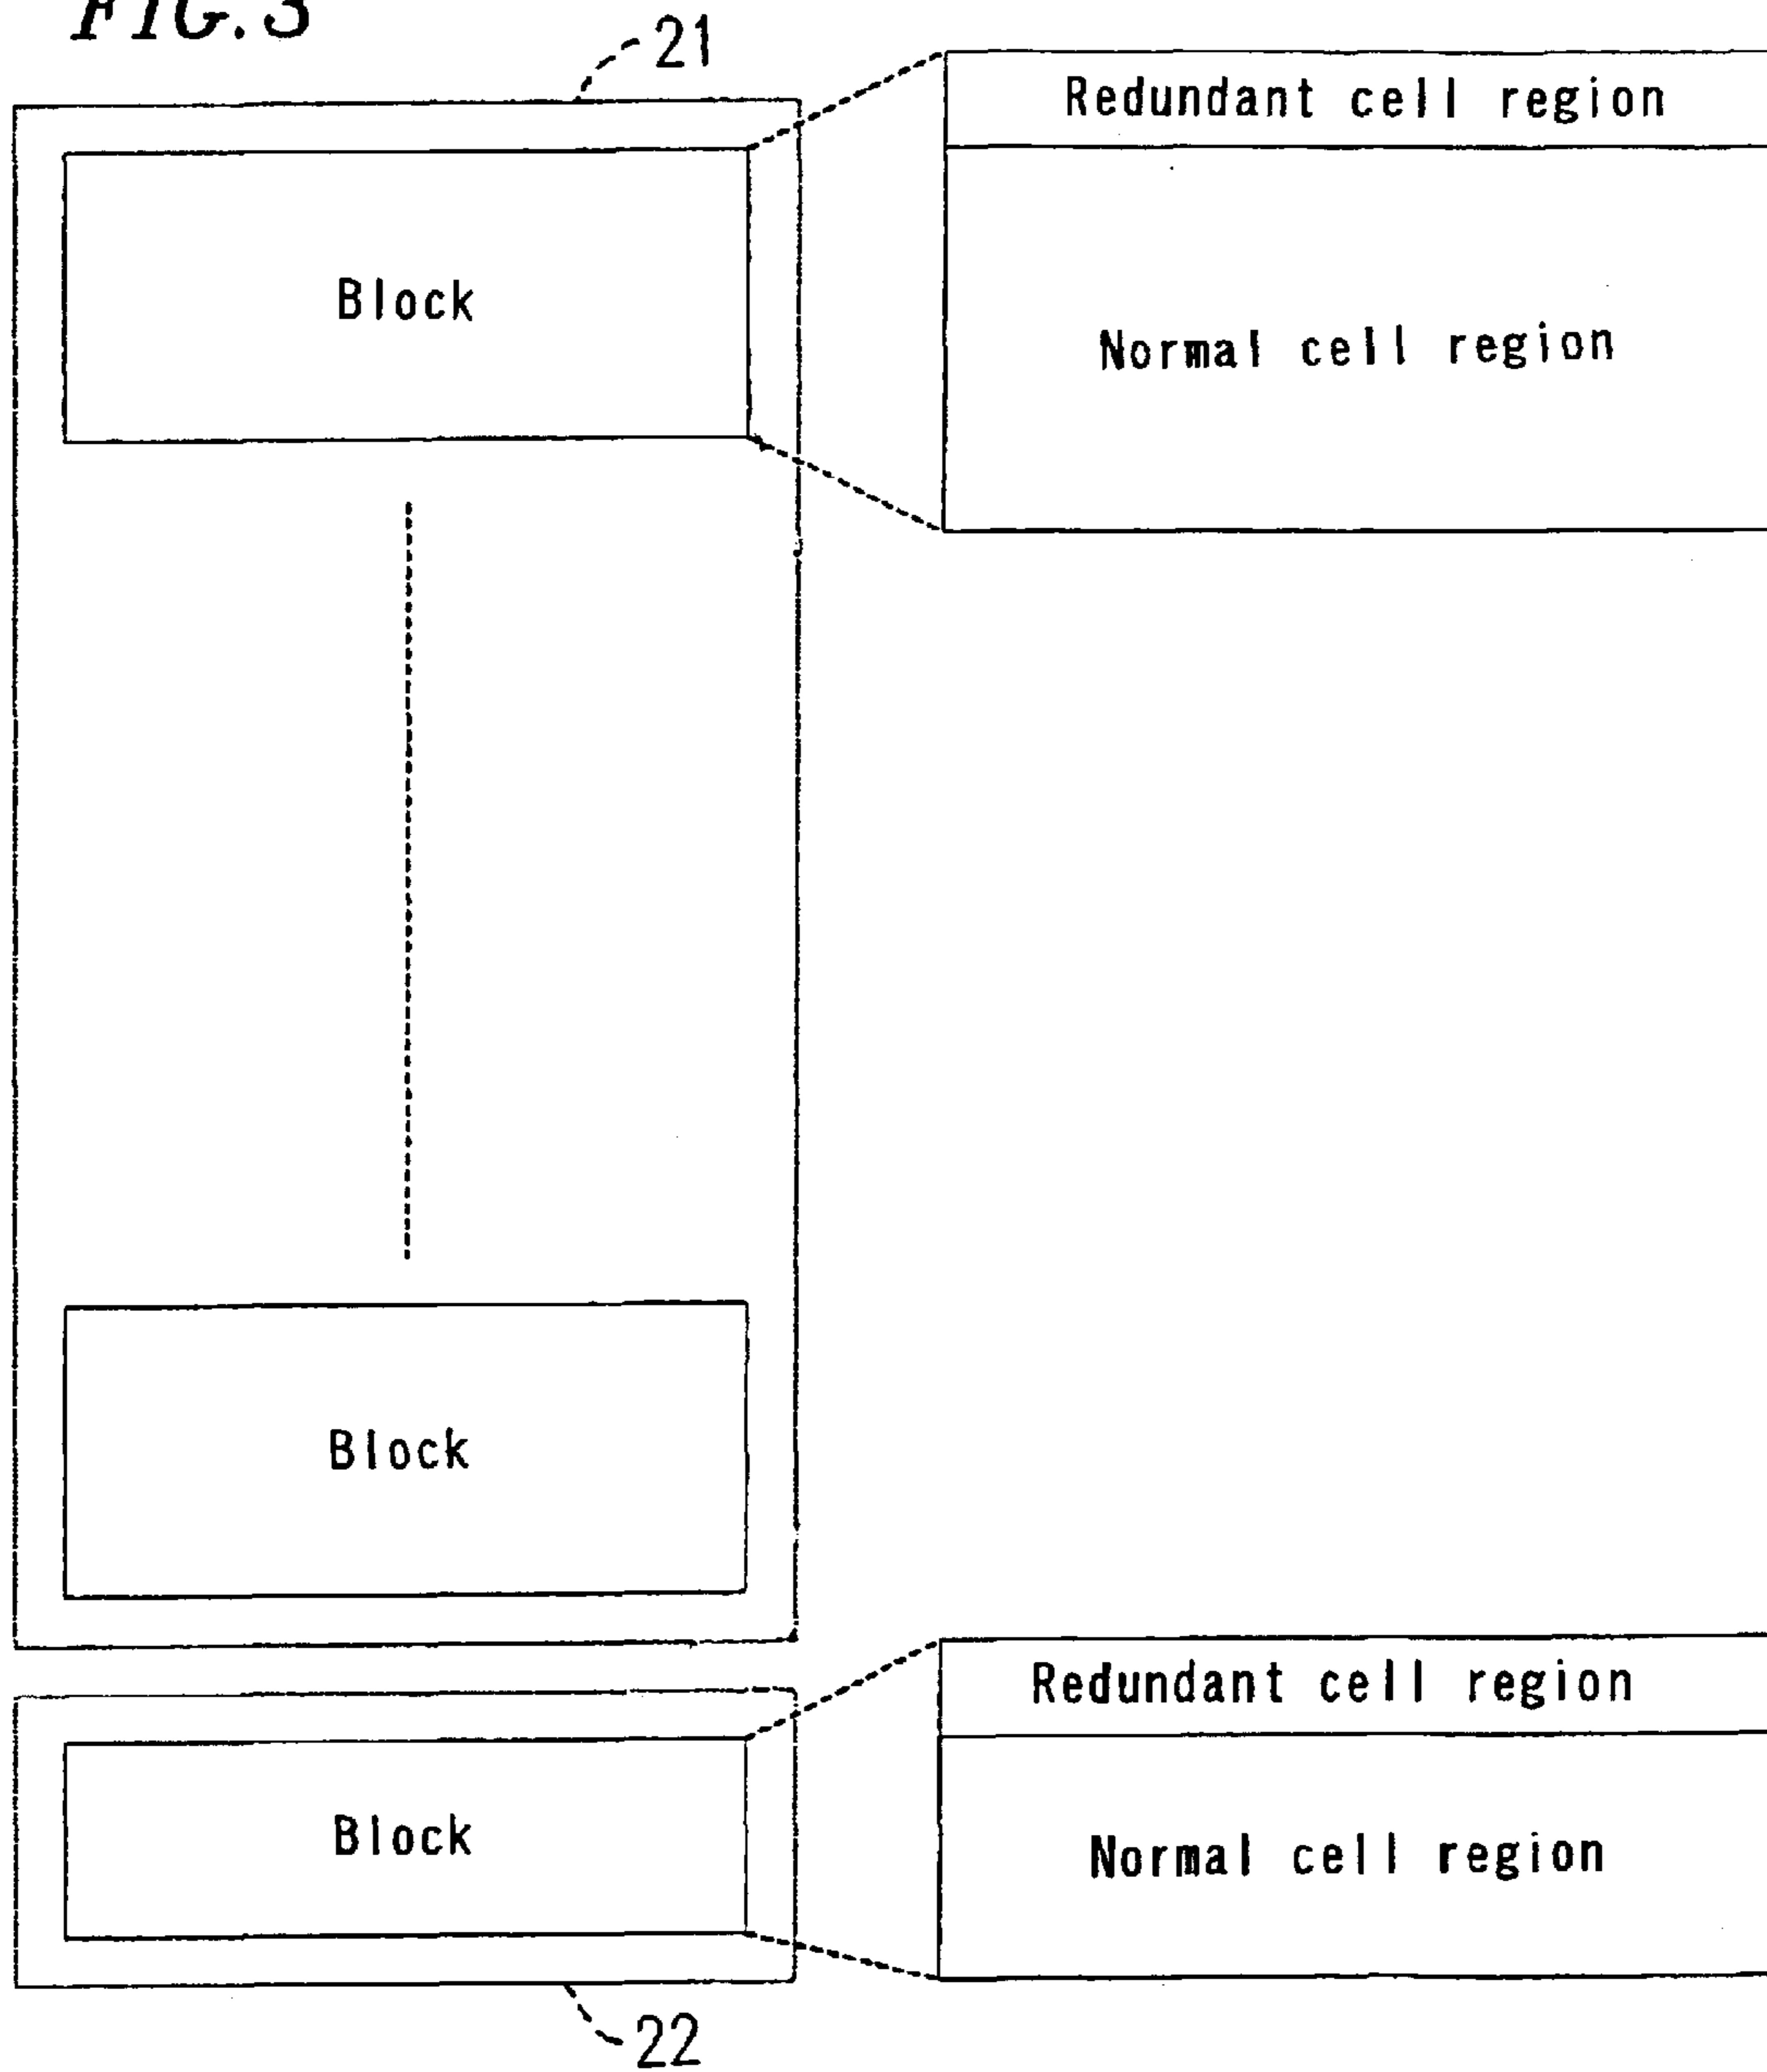 FIG. 3
21
Redundant cell region
Block
Normal cell region
Block
Redundant cell region
Block
Normal cell region
22